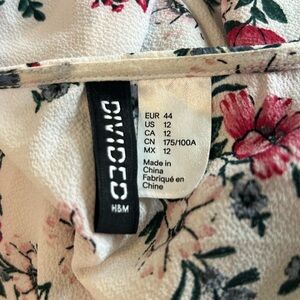 DIVIDED
H&M
EUR 44
US 12
CA 12
CN 175/100A
MX 12
Made in
China
Fabriqué en
Chine